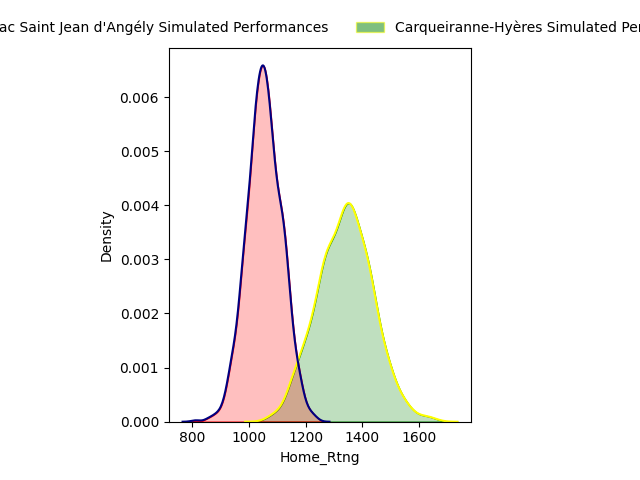 ac Saint Jean d'Angély Simulated Performances
Carqueiranne-Hyères Simulated Per
0.006
0.005
0.004
0.003
0.002
0.001
0.000
Density
800 1000 1200 1400 1600
Home_Rtng